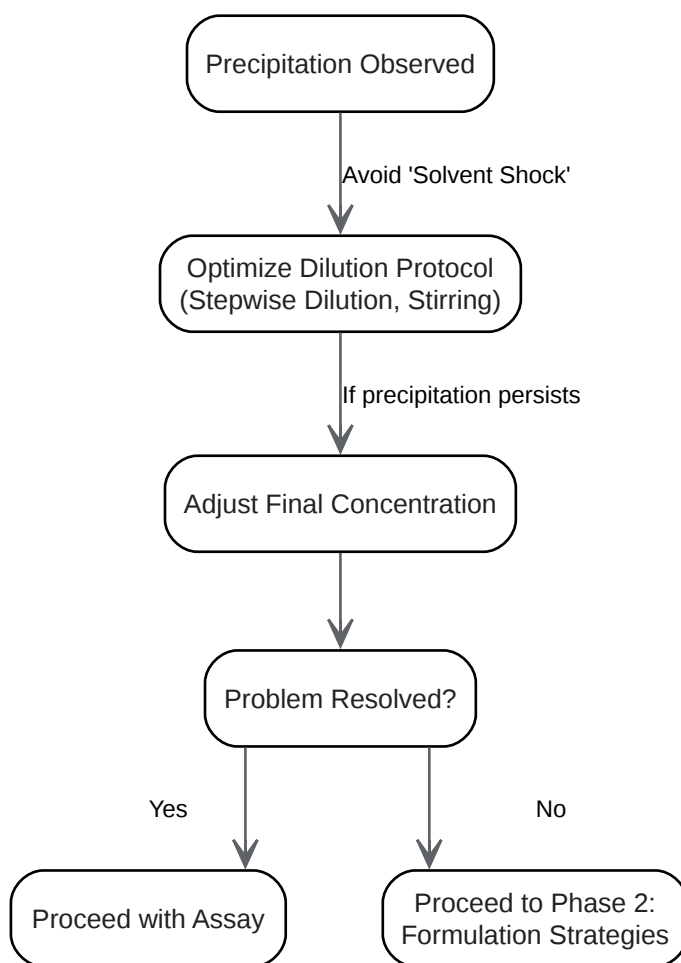 Precipitation Observed
Avoid 'Solvent Shock'
Optimize Dilution Protocol
(Stepwise Dilution, Stirring)
If precipitation persists
Adjust Final Concentration
Problem Resolved?
Yes
No
Proceed with Assay
Proceed to Phase 2:
Formulation Strategies